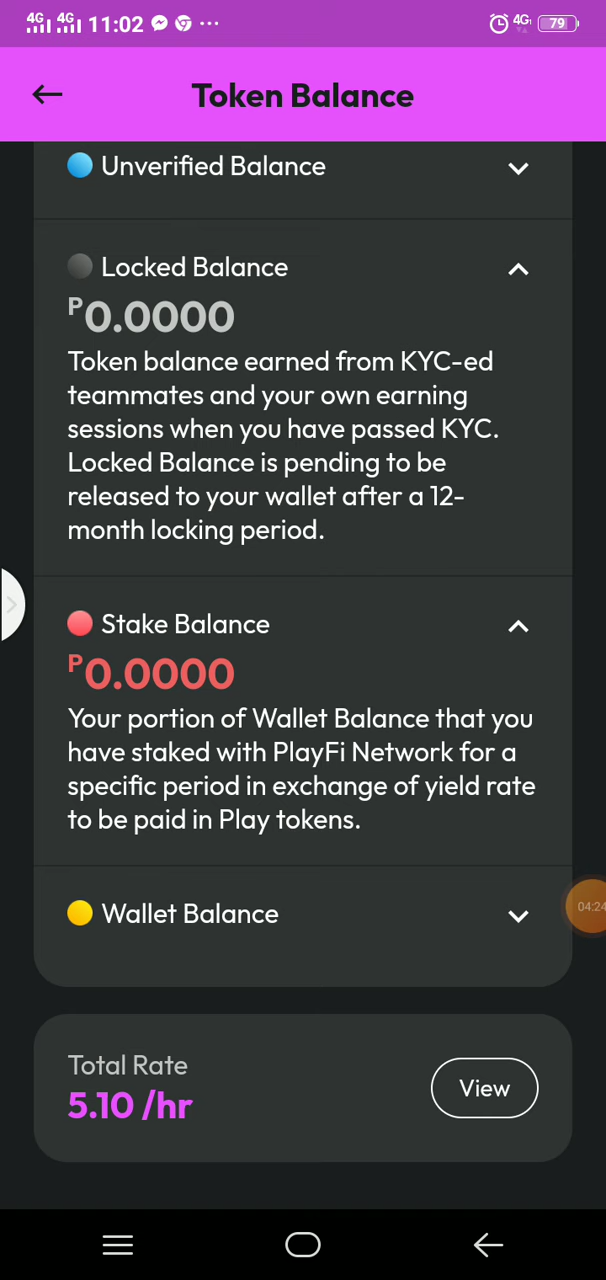 4G 4G 11:02 ... 4G 79
Token Balance
Unverified Balance
Locked Balance
P0.0000
Token balance earned from KYC-ed
teammates and your own earning
sessions when you have passed KYC.
Locked Balance is pending to be
released to your wallet after a 12-
month locking period.
Stake Balance
P0.0000
Your portion of Wallet Balance that you
have staked with PlayFi Network for a
specific period in exchange of yield rate
to be paid in Play tokens.
Wallet Balance
04:24
Total Rate
5.10 /hr
View